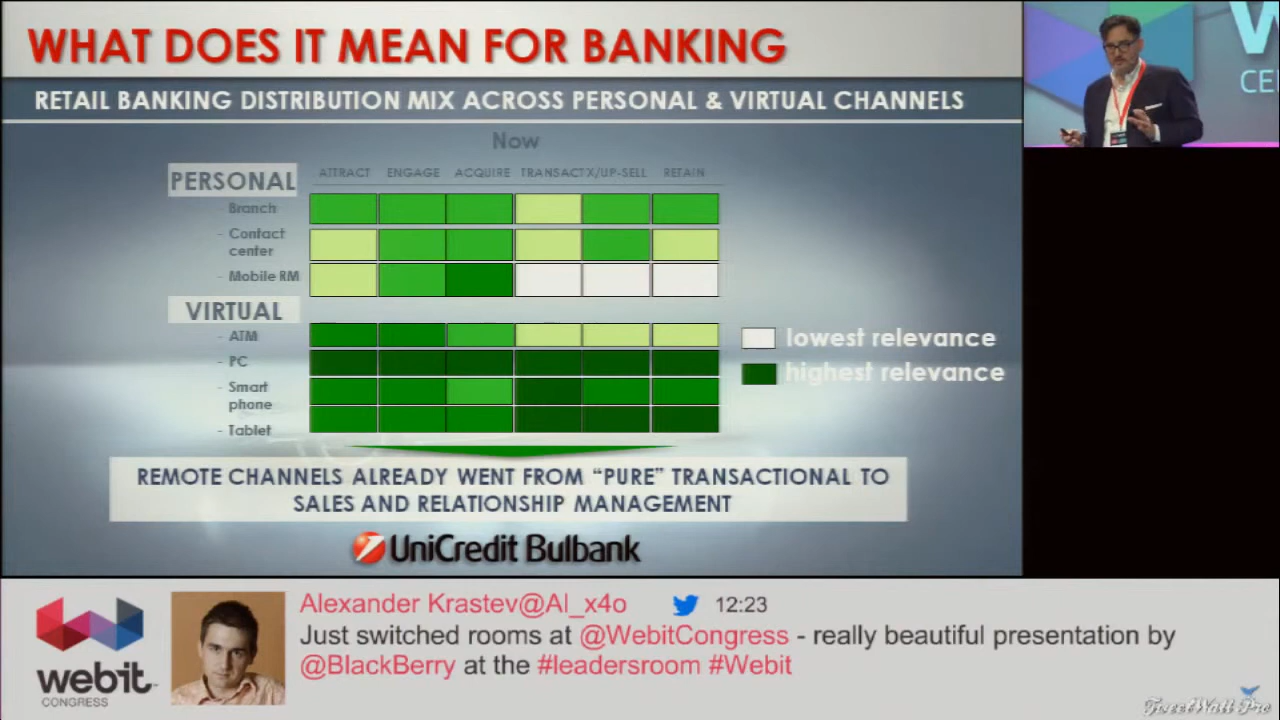 WHAT DOES IT MEAN FOR BANKING
RETAIL BANKING DISTRIBUTION MIX ACROSS PERSONAL & VIRTUAL CHANNELS
Now
ATTRACT ENGAGE ACQUIRE TRANSACT X/UP-SELL RETAIN
PERSONAL
- Branch
- Contact
center
- Mobile RM
VIRTUAL
- ATM
- PC
- Smart
phone
- Tablet
lowest relevance
highest relevance
REMOTE CHANNELS ALREADY WENT FROM “PURE” TRANSACTIONAL TO
SALES AND RELATIONSHIP MANAGEMENT
UniCredit Bulbank
V
CE
webit
CONGRESS
Alexander Krastev@Al_x4o 12:23
Just switched rooms at @WebitCongress - really beautiful presentation by
@BlackBerry at the #leadersroom #Webit
TweetWall Pro